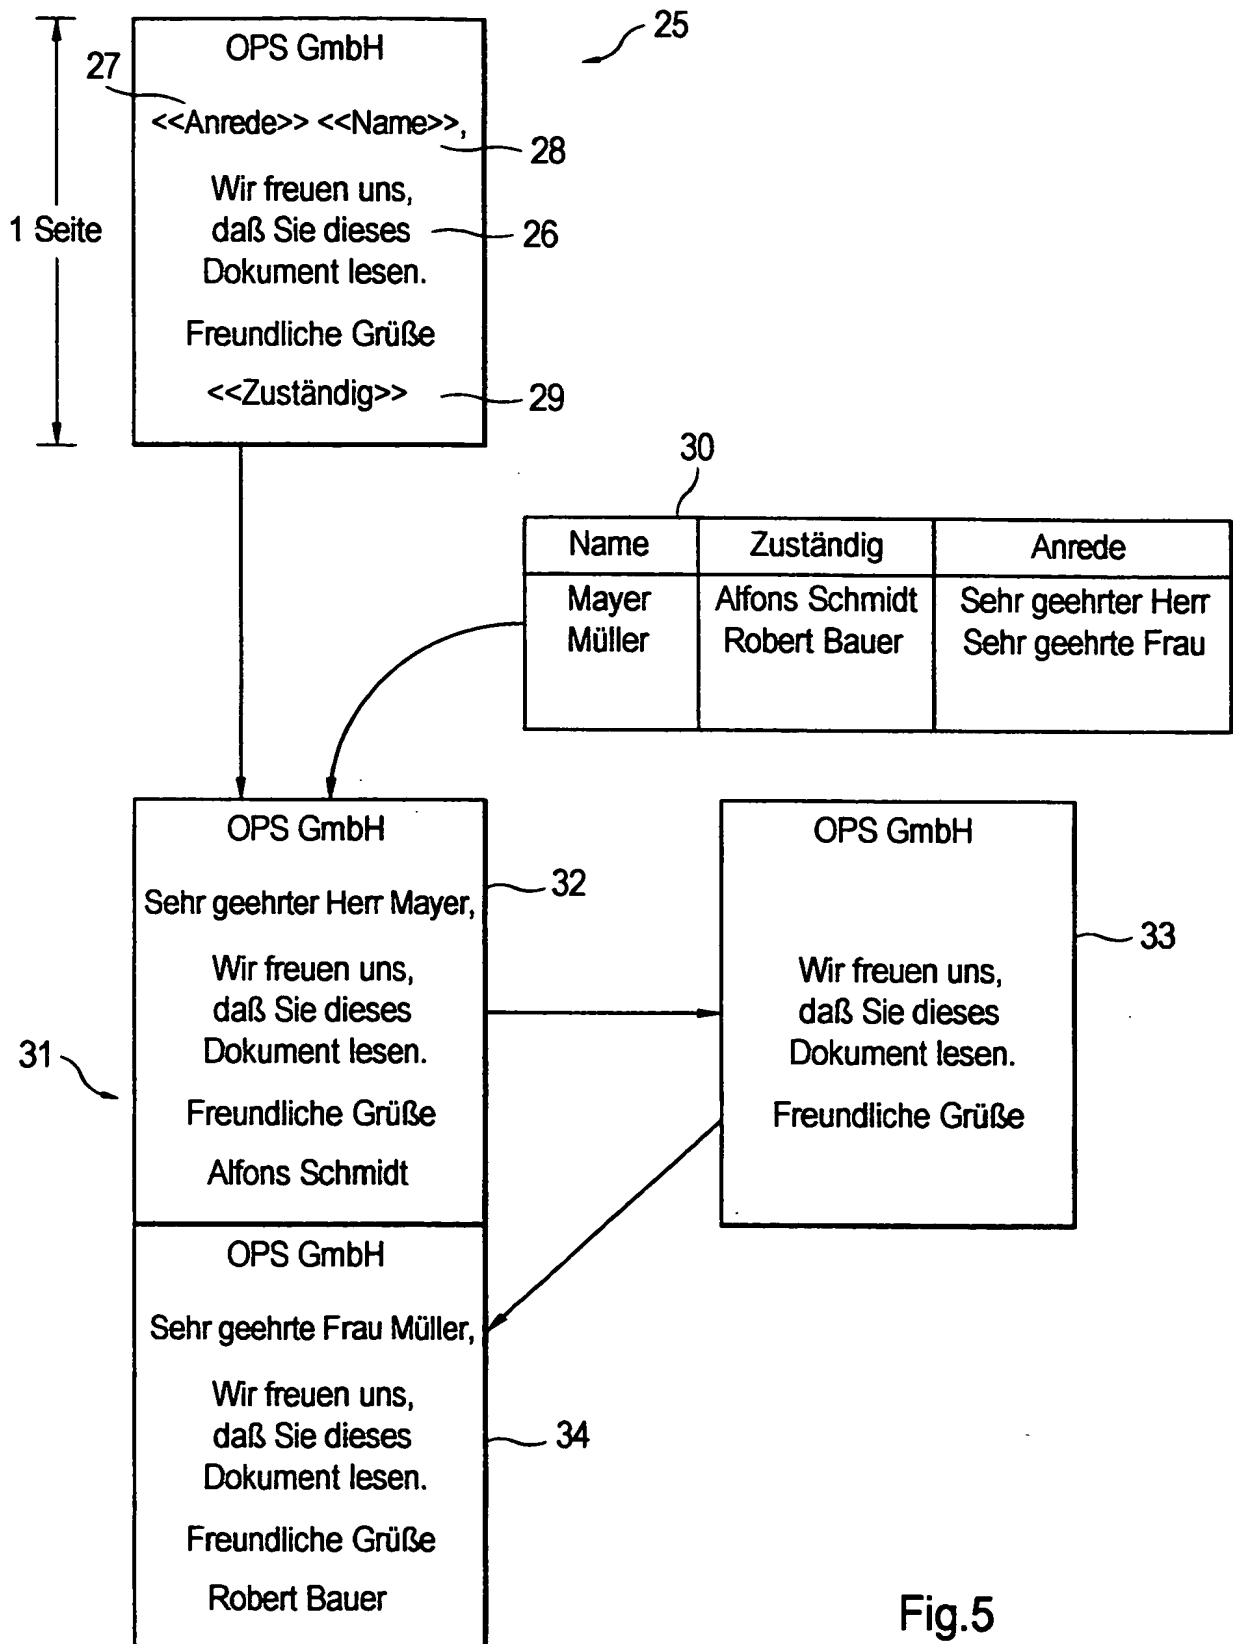 25
OPS GmbH
27
<<Anrede>> <<Name>>,
28
Wir freuen uns,
1 Seite
daß Sie dieses
26
Dokument lesen.
Freundliche Grüße
<<Zuständig>>
29
30
Name Zuständig Anrede
Mayer Alfons Schmidt Sehr geehrter Herr
Müller Robert Bauer Sehr geehrte Frau
OPS GmbH
32
Sehr geehrter Herr Mayer,
Wir freuen uns,
daß Sie dieses
Dokument lesen.
31
Freundliche Grüße
Alfons Schmidt
OPS GmbH
33
Wir freuen uns,
daß Sie dieses
Dokument lesen.
Freundliche Grüße
OPS GmbH
Sehr geehrte Frau Müller,
Wir freuen uns,
daß Sie dieses
34
Dokument lesen.
Freundliche Grüße
Robert Bauer
Fig.5